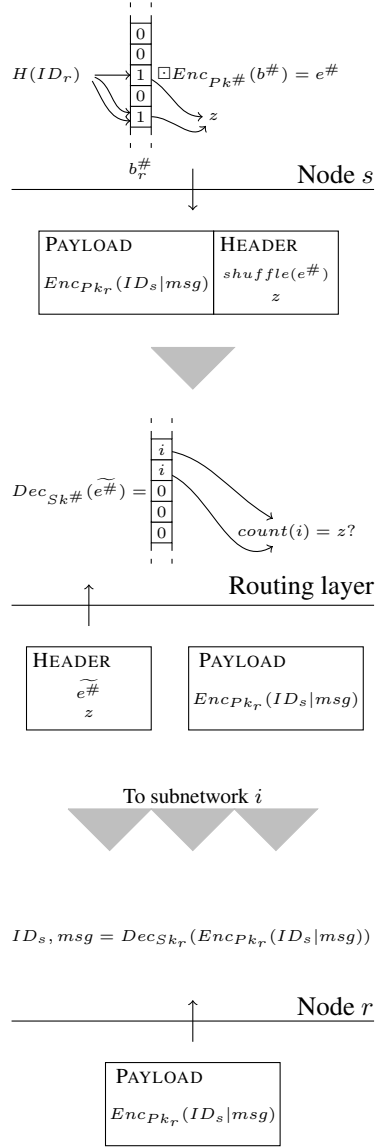 0
0
H(ID_r) 1 ⊡Enc_{Pk^#}(b^#) = e^#
0
1 z
b_r^#
Node s
PAYLOAD HEADER
Enc_{Pk_r}(ID_s|msg) shuffle(e^#)
z
i
i
Dec_{Sk^#}(\widetilde{e^#}) = 0
0
0
count(i) = z?
Routing layer
HEADER PAYLOAD
\widetilde{e^#}
Enc_{Pk_r}(ID_s|msg)
z
To subnetwork i
ID_s, msg = Dec_{Sk_r}(Enc_{Pk_r}(ID_s|msg))
Node r
PAYLOAD
Enc_{Pk_r}(ID_s|msg)